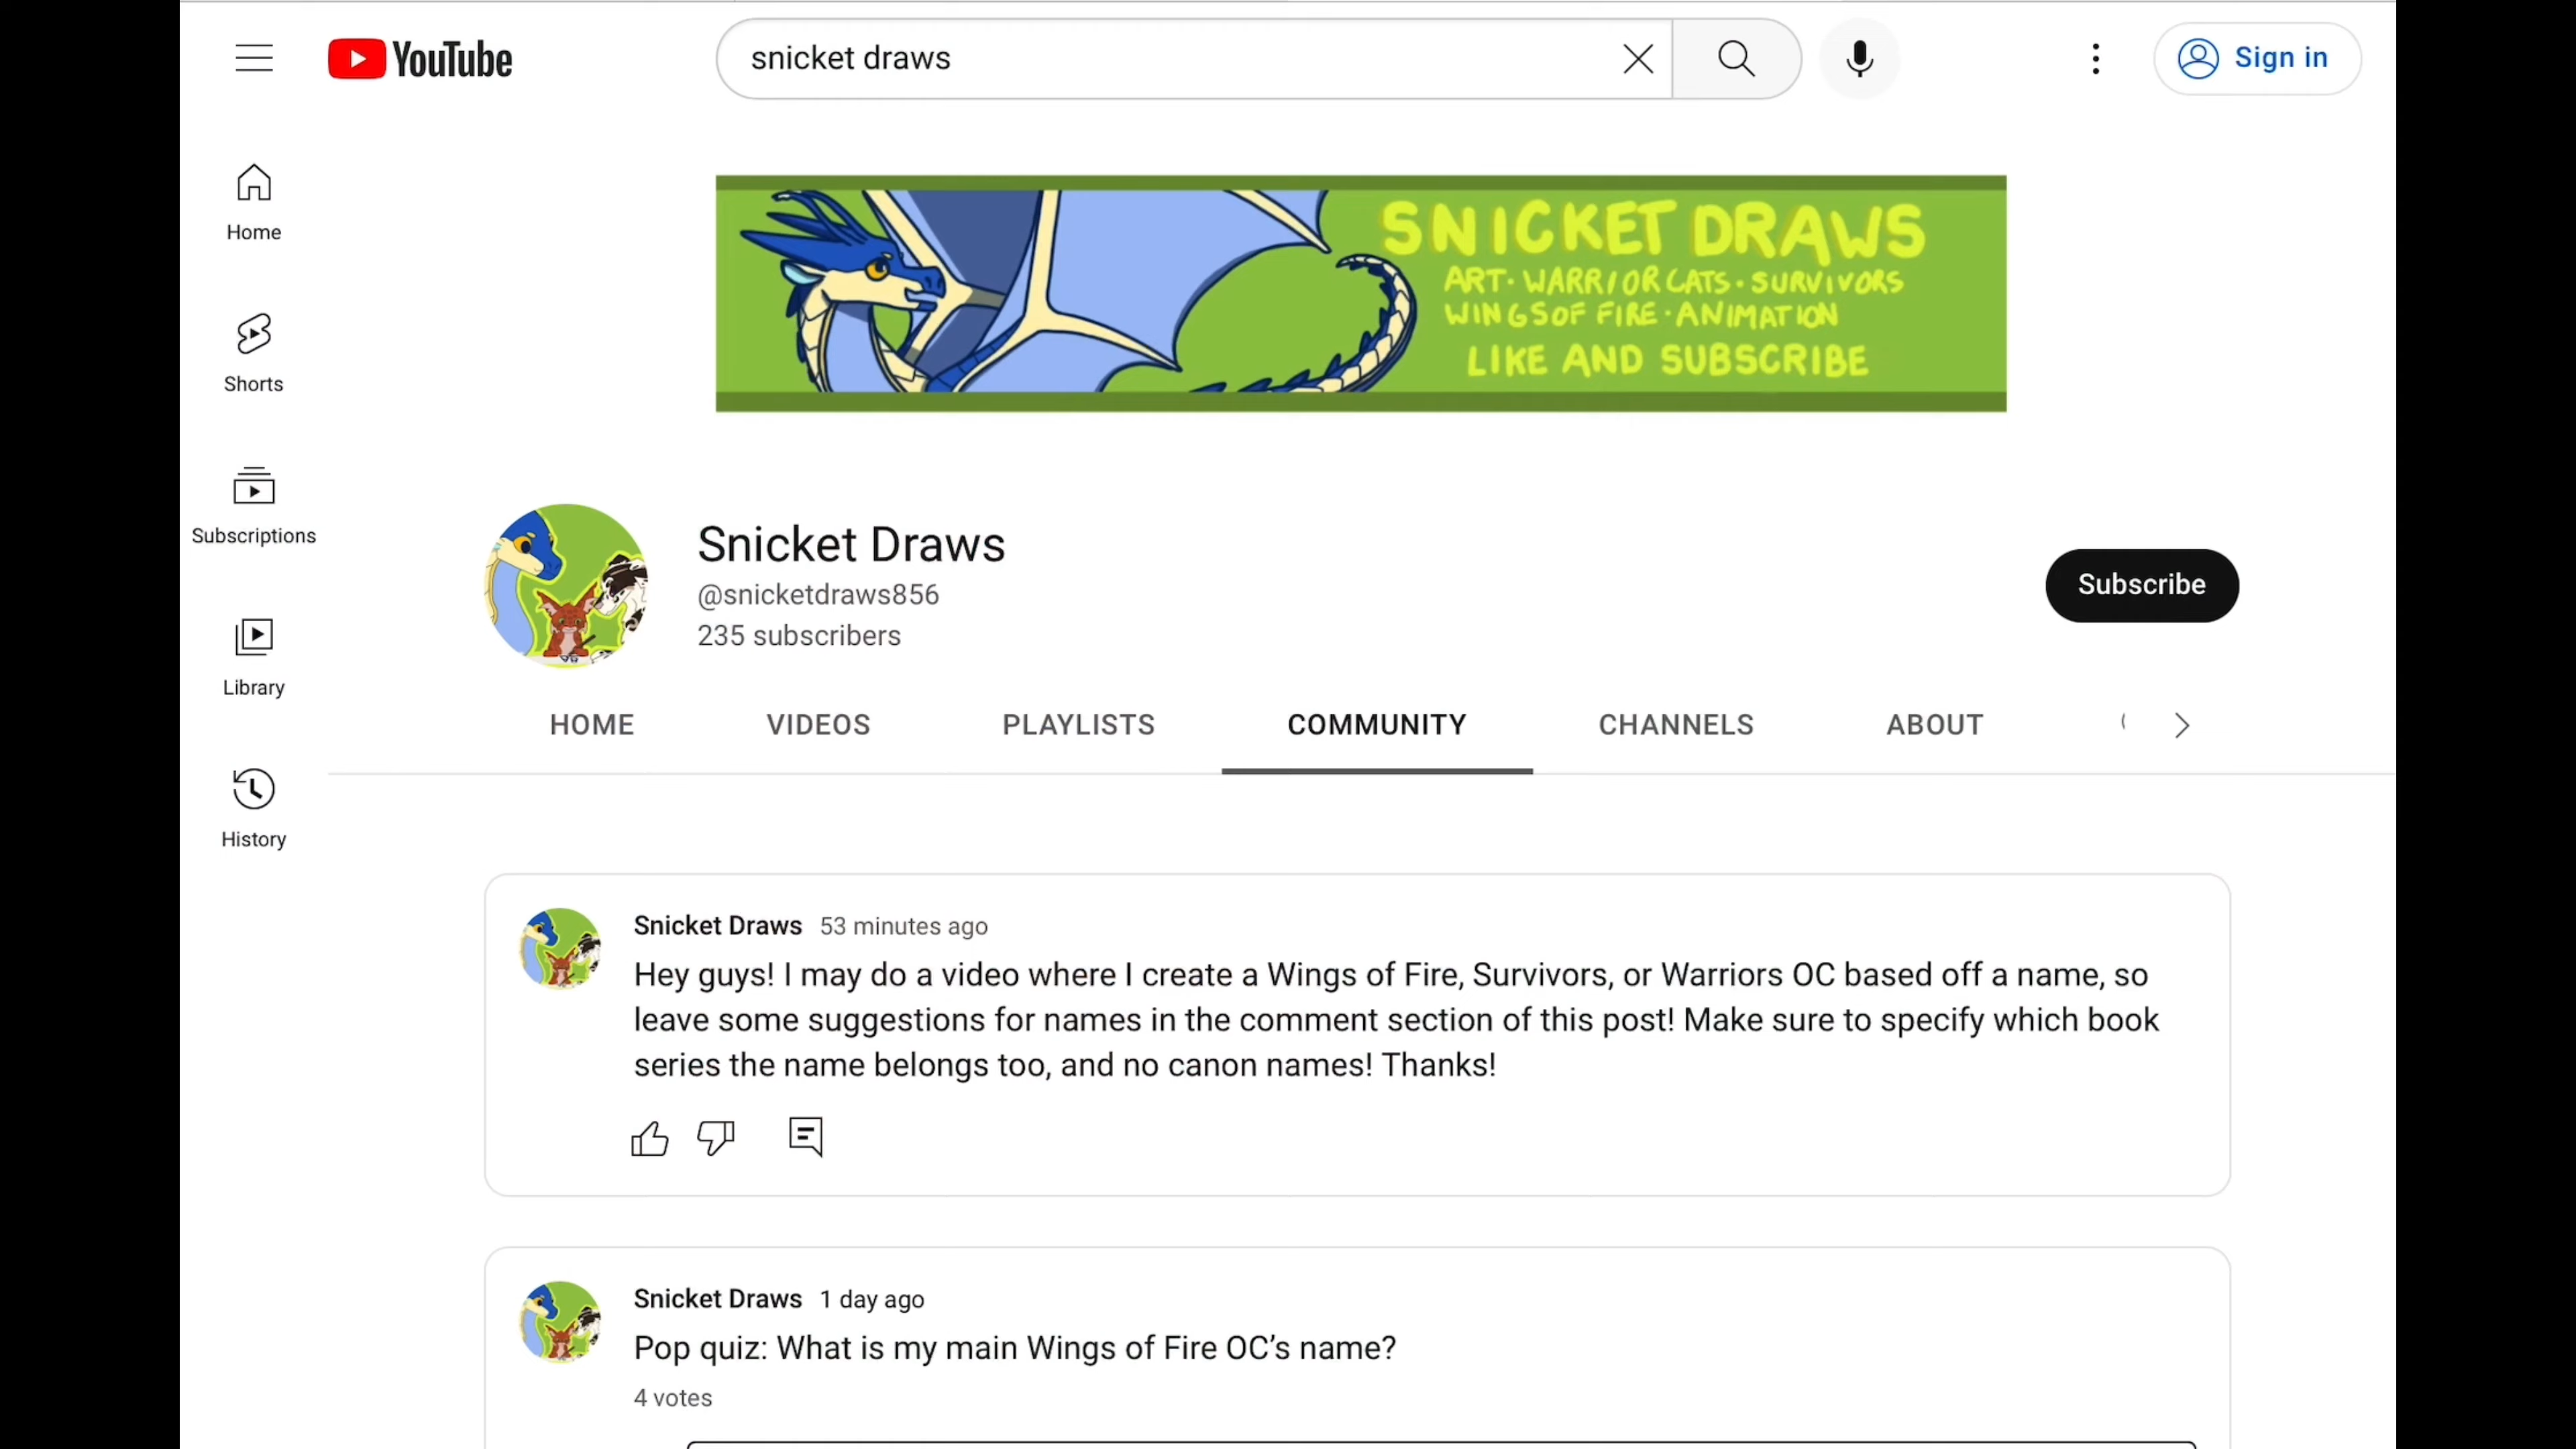 YouTube
snicket draws
Sign in
Home
Shorts
Subscriptions
Library
History
SNICKET DRAWS
ART · WARRIOR CATS · SURVIVORS
WINGS OF FIRE · ANIMATION
LIKE AND SUBSCRIBE
Snicket Draws
@snicketdraws856
235 subscribers
Subscribe
HOME VIDEOS PLAYLISTS COMMUNITY CHANNELS ABOUT
Snicket Draws 53 minutes ago
Hey guys! I may do a video where I create a Wings of Fire, Survivors, or Warriors OC based off a name, so
leave some suggestions for names in the comment section of this post! Make sure to specify which book
series the name belongs too, and no canon names! Thanks!
Snicket Draws 1 day ago
Pop quiz: What is my main Wings of Fire OC’s name?
4 votes